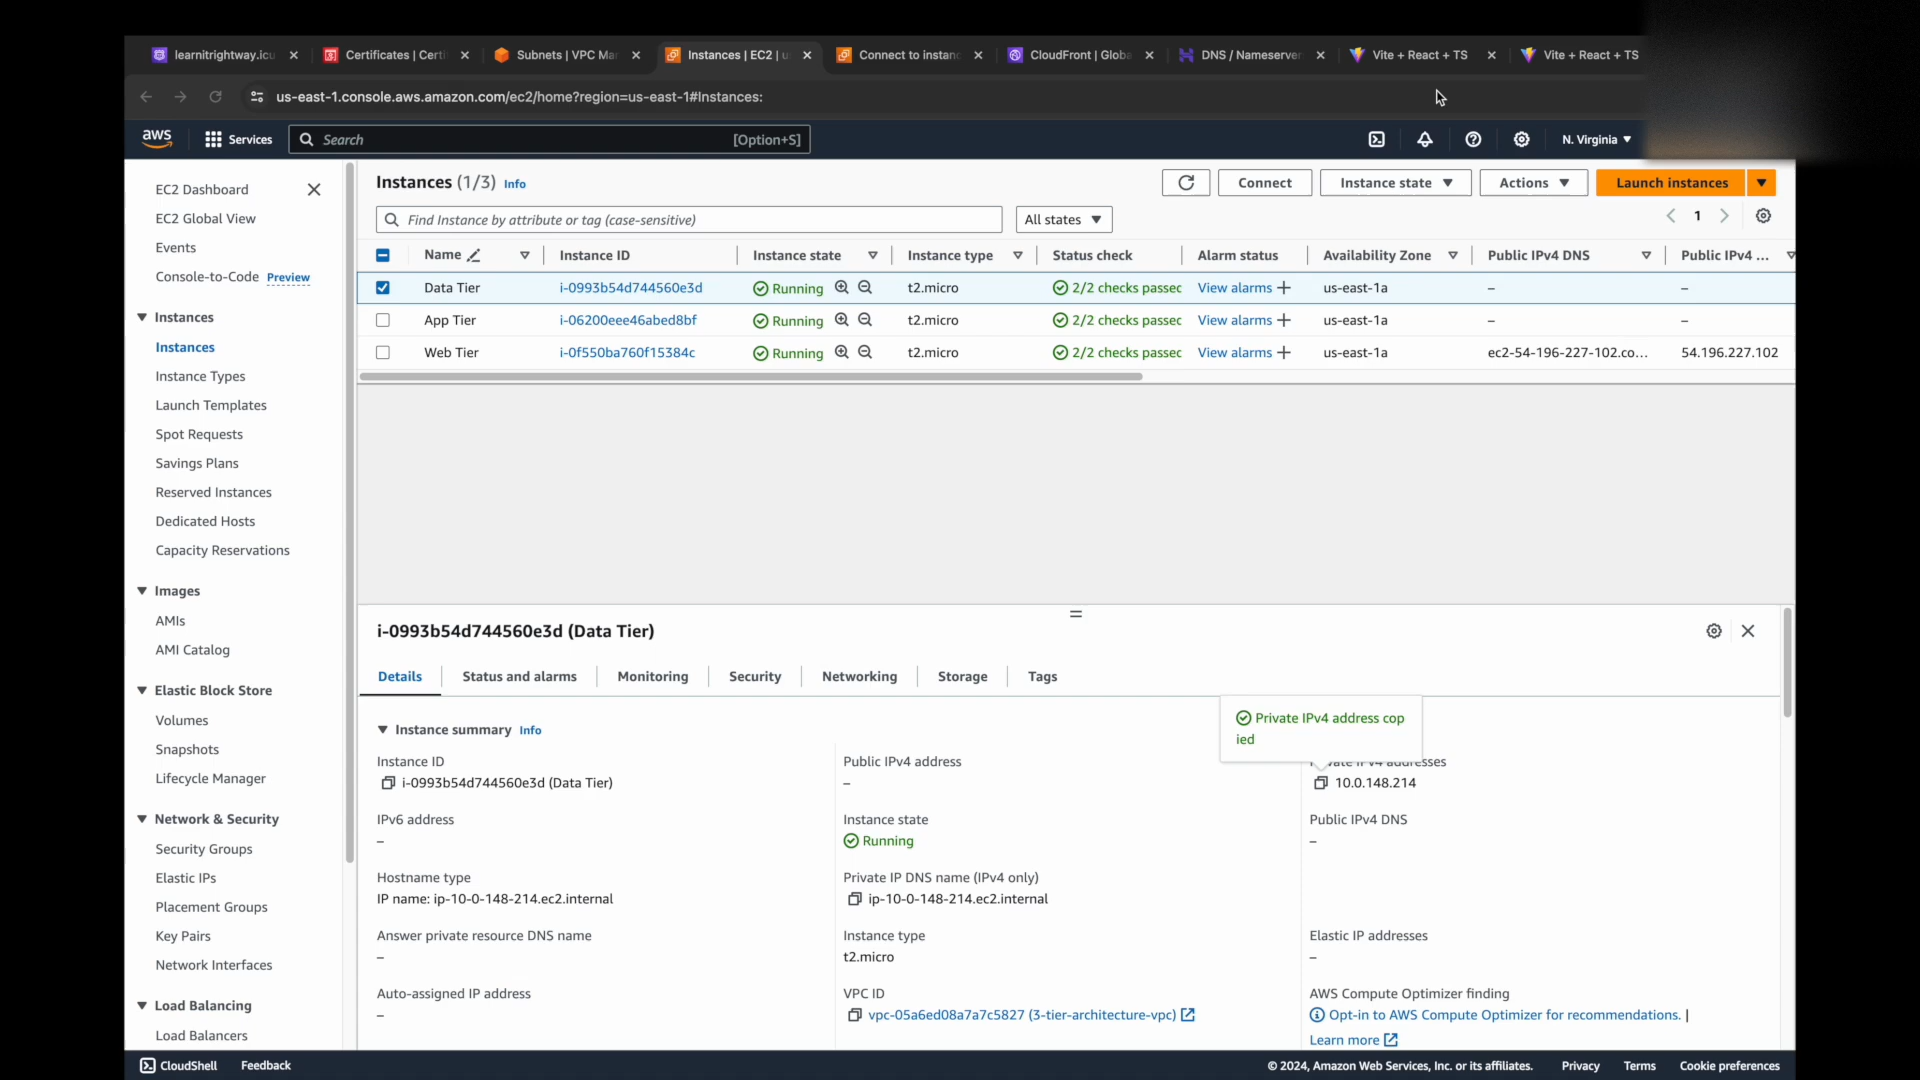 learnitrightway.icu
Certificates | Certi
Subnets | VPC Ma
Instances | EC2 | u
Connect to instanc
CloudFront | Globa
DNS / Nameserver
Vite + React + TS
Vite + React + TS
us-east-1.console.aws.amazon.com/ec2/home?region=us-east-1#Instances:
aws
Services
Search
[Option+S]
N. Virginia
EC2 Dashboard
EC2 Global View
Events
Console-to-Code Preview
Instances
Instances
Instance Types
Launch Templates
Spot Requests
Savings Plans
Reserved Instances
Dedicated Hosts
Capacity Reservations
Images
AMIs
AMI Catalog
Elastic Block Store
Volumes
Snapshots
Lifecycle Manager
Network & Security
Security Groups
Elastic IPs
Placement Groups
Key Pairs
Network Interfaces
Load Balancing
Load Balancers
Instances (1/3) Info
Connect
Instance state
Actions
Launch instances
Find Instance by attribute or tag (case-sensitive)
All states
1
Name Instance ID Instance state Instance type Status check Alarm status Availability Zone Public IPv4 DNS Public IPv4 ...
Data Tier i-0993b54d744560e3d Running t2.micro 2/2 checks passec View alarms + us-east-1a – –
App Tier i-06200eee46abed8bf Running t2.micro 2/2 checks passec View alarms + us-east-1a – –
Web Tier i-0f550ba760f15384c Running t2.micro 2/2 checks passec View alarms + us-east-1a ec2-54-196-227-102.co... 54.196.227.102
i-0993b54d744560e3d (Data Tier)
Details
Status and alarms
Monitoring
Security
Networking
Storage
Tags
Private IPv4 address cop
ied
Instance summary Info
Instance ID
i-0993b54d744560e3d (Data Tier)
Public IPv4 address
–
Private IPv4 addresses
10.0.148.214
IPv6 address
–
Instance state
Running
Public IPv4 DNS
–
Hostname type
IP name: ip-10-0-148-214.ec2.internal
Private IP DNS name (IPv4 only)
ip-10-0-148-214.ec2.internal
Answer private resource DNS name
–
Instance type
t2.micro
Elastic IP addresses
–
Auto-assigned IP address
–
VPC ID
vpc-05a6ed08a7a7c5827 (3-tier-architecture-vpc)
AWS Compute Optimizer finding
Opt-in to AWS Compute Optimizer for recommendations. |
Learn more
CloudShell
Feedback
© 2024, Amazon Web Services, Inc. or its affiliates.
Privacy
Terms
Cookie preferences